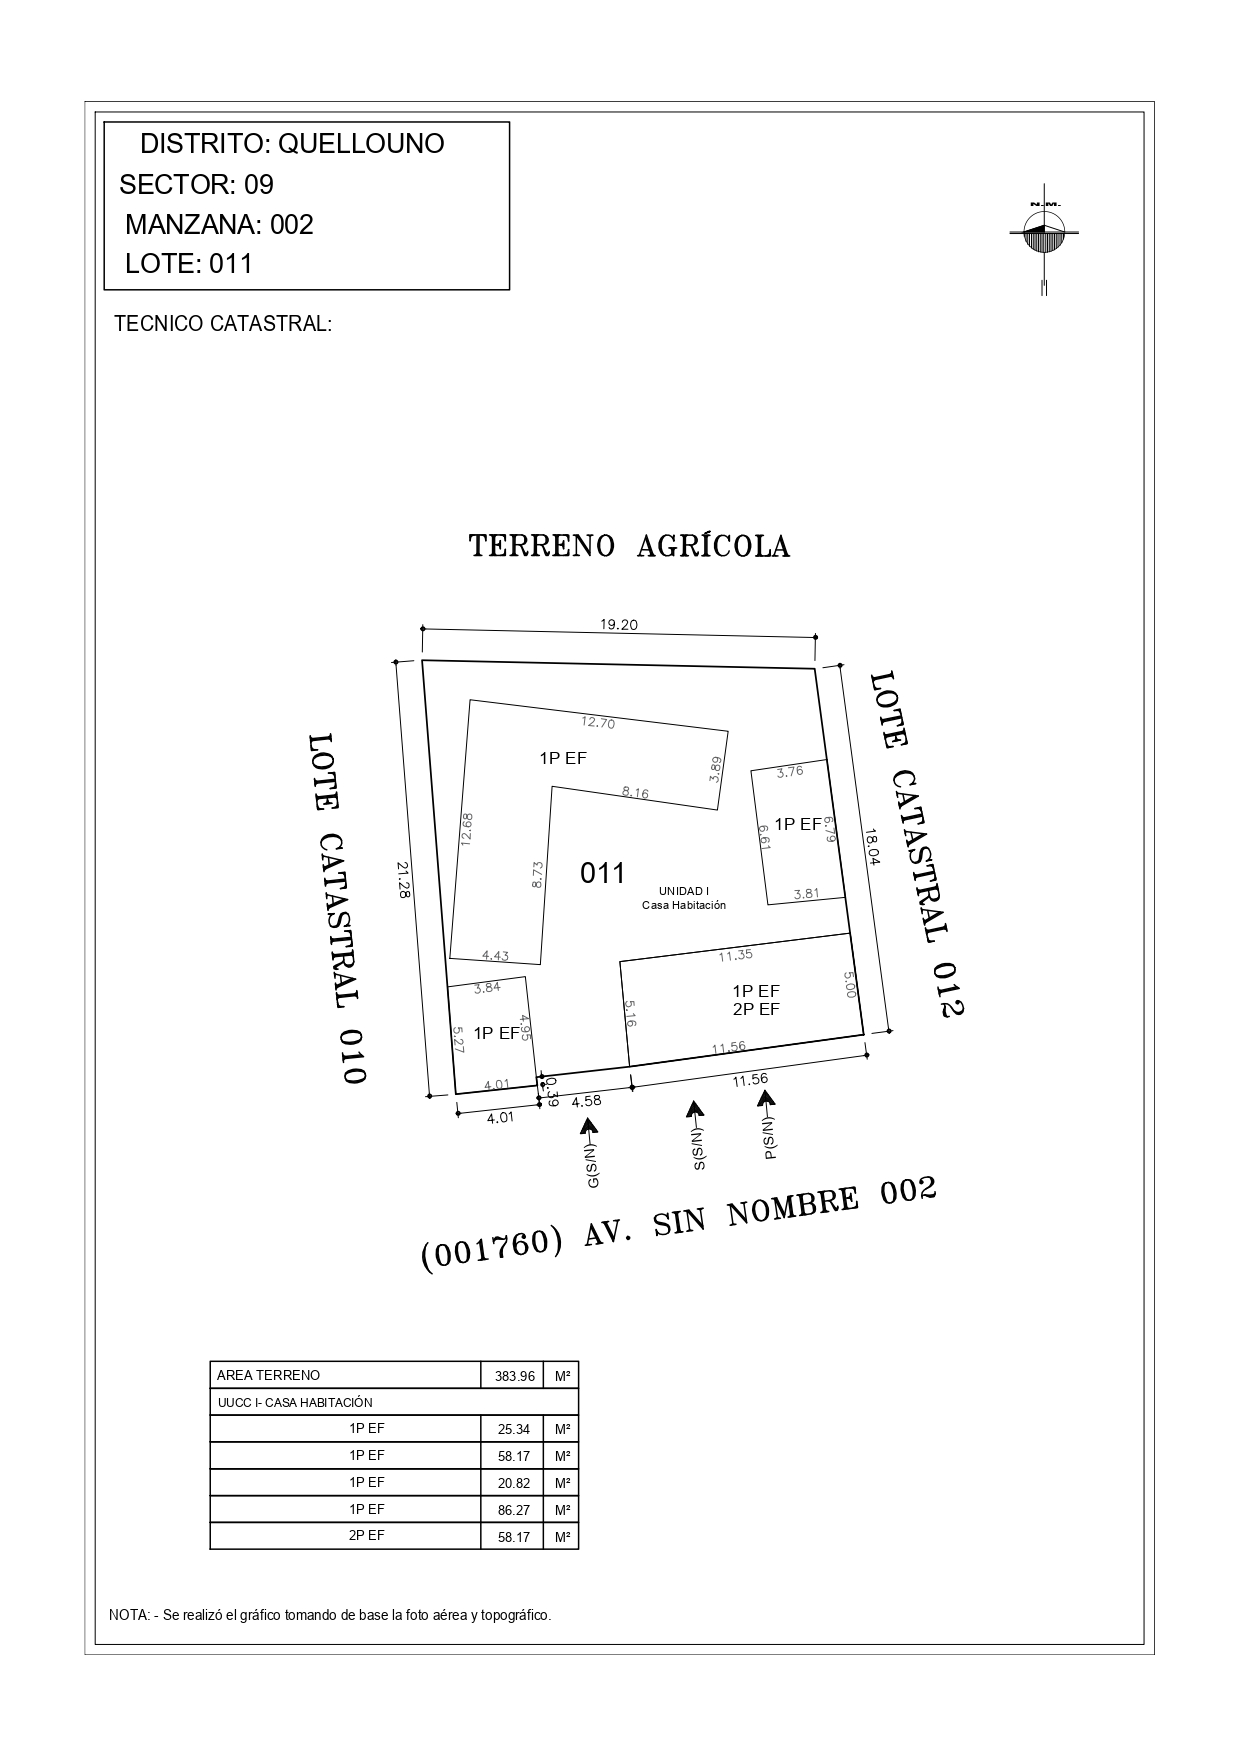 DISTRITO: QUELLOUNO
SECTOR: 09
MANZANA: 002
LOTE: 011
N.M.
TECNICO CATASTRAL:
TERRENO AGRÍCOLA
19.20
LOTE CATASTRAL 010
21.28
12.70
1P EF
3.89
8.16
12.68
8.73
4.43
3.76
1P EF
6.61
6.79
3.81
18.04
LOTE CATASTRAL 012
011
UNIDAD I
Casa Habitación
11.35
1P EF
2P EF
5.16
5.00
11.56
3.84
1P EF
4.95
5.27
4.01
0.39
4.01
4.58
11.56
G(S/N)
S(S/N)
P(S/N)
(001760) AV. SIN NOMBRE 002
AREA TERRENO 383.96 M²
UUCC I- CASA HABITACIÓN
1P EF 25.34 M²
1P EF 58.17 M²
1P EF 20.82 M²
1P EF 86.27 M²
2P EF 58.17 M²
NOTA: - Se realizó el gráfico tomando de base la foto aérea y topográfico.